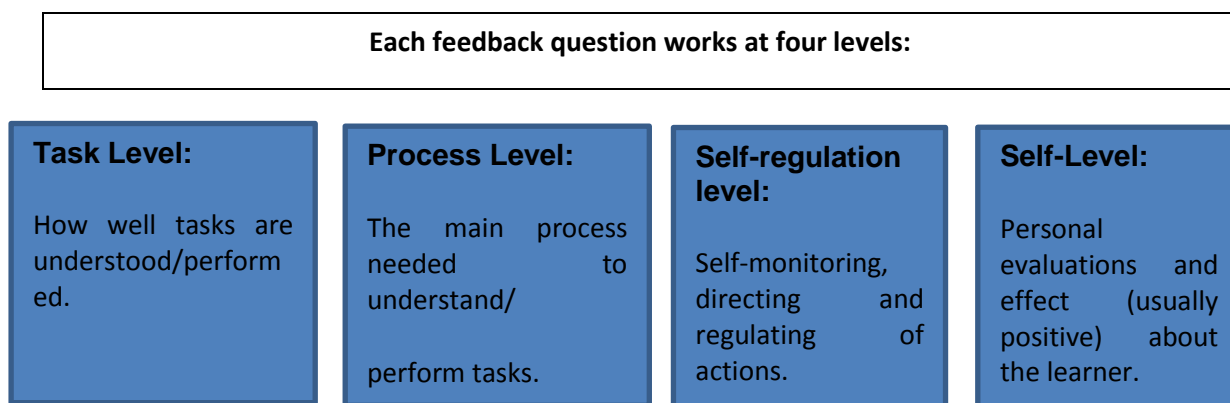 Each feedback question works at four levels:
Task Level:
How well tasks are
understood/perform
ed.
Process Level:
The main process
needed to
understand/
perform tasks.
Self-regulation
level:
Self-monitoring,
directing and
regulating of
actions.
Self-Level:
Personal
evaluations and
effect (usually
positive) about
the learner.